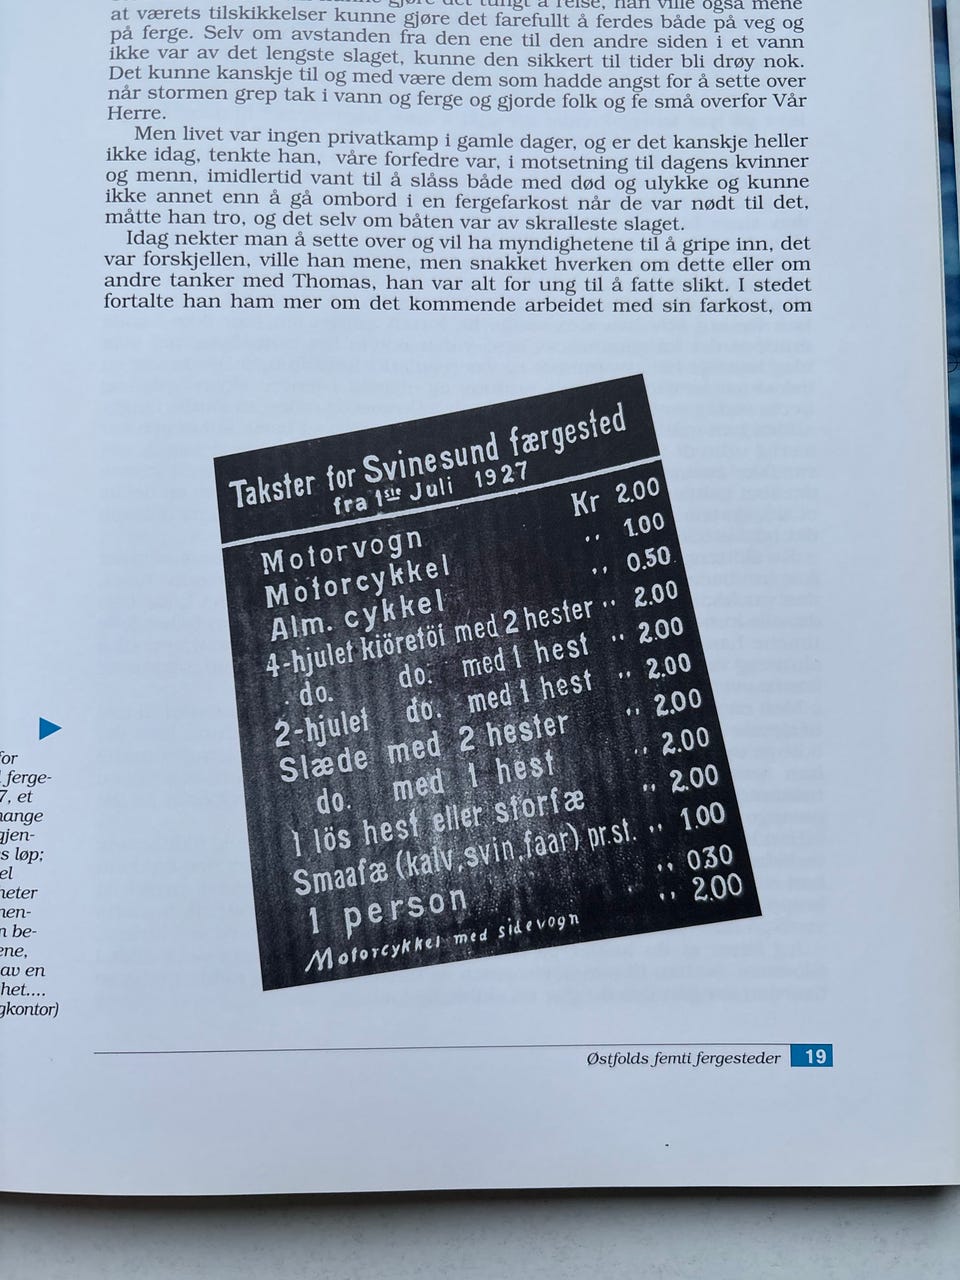 at værets tilskikkelser kunne gjøre det farefullt å ferdes både på veg og
på ferge. Selv om avstanden fra den ene til den andre siden i et vann
ikke var av det lengste slaget, kunne den sikkert til tider bli drøy nok.
Det kunne kanskje til og med være dem som hadde angst for å sette over
når stormen grep tak i vann og ferge og gjorde folk og fe små overfor Vår
Herre.
Men livet var ingen privatkamp i gamle dager, og er det kanskje heller
ikke idag, tenkte han, våre forfedre var, i motsetning til dagens kvinner
og menn, imidlertid vant til å slåss både med død og ulykke og kunne
ikke annet enn å gå ombord i en fergefarkost når de var nødt til det,
måtte han tro, og det selv om båten var av skralleste slaget.
Idag nekter man å sette over og vil ha myndighetene til å gripe inn, det
var forskjellen, ville han mene, men snakket hverken om dette eller om
andre tanker med Thomas, han var alt for ung til å fatte slikt. I stedet
fortalte han ham mer om det kommende arbeidet med sin farkost, om
Takster for Svinesund færgested
fra 1ste Juli 1927
Motorvogn Kr 2.00
Motorcykkel ,, 1.00
Alm. cykkel ,, 0.50
4-hjulet kiöretöi med 2 hester ,, 2.00
do. do. med 1 hest ,, 2.00
2-hjulet do. med 1 hest ,, 2.00
Slæde med 2 hester ,, 2.00
do. med 1 hest ,, 2.00
1 lös hest eller storfæ ,, 2.00
Smaafæ (kalv, svin, faar) pr. st. ,, 1.00
1 person ,, 030
Motorcykkel med sidevogn ,, 2.00
for
ferge-
7, et
mange
gjen-
s løp;
el
heter
men-
n be-
ene,
av en
het....
gkontor)
Østfolds femti fergesteder 19